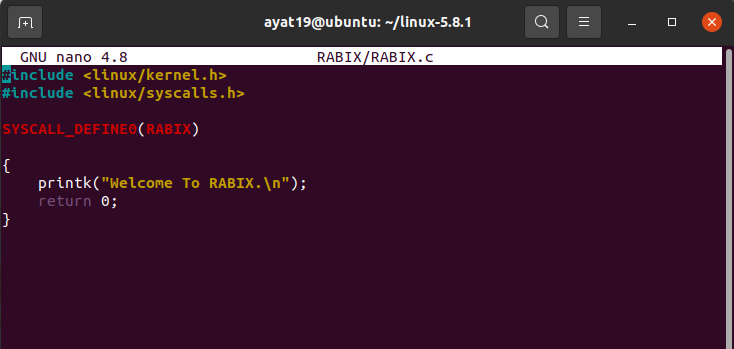 ayat19@ubuntu: ~/linux-5.8.1
GNU nano 4.8 RABIX/RABIX.c
#include <linux/kernel.h>
#include <linux/syscalls.h>
SYSCALL_DEFINE0(RABIX)
{
    printk("Welcome To RABIX.\n");
    return 0;
}